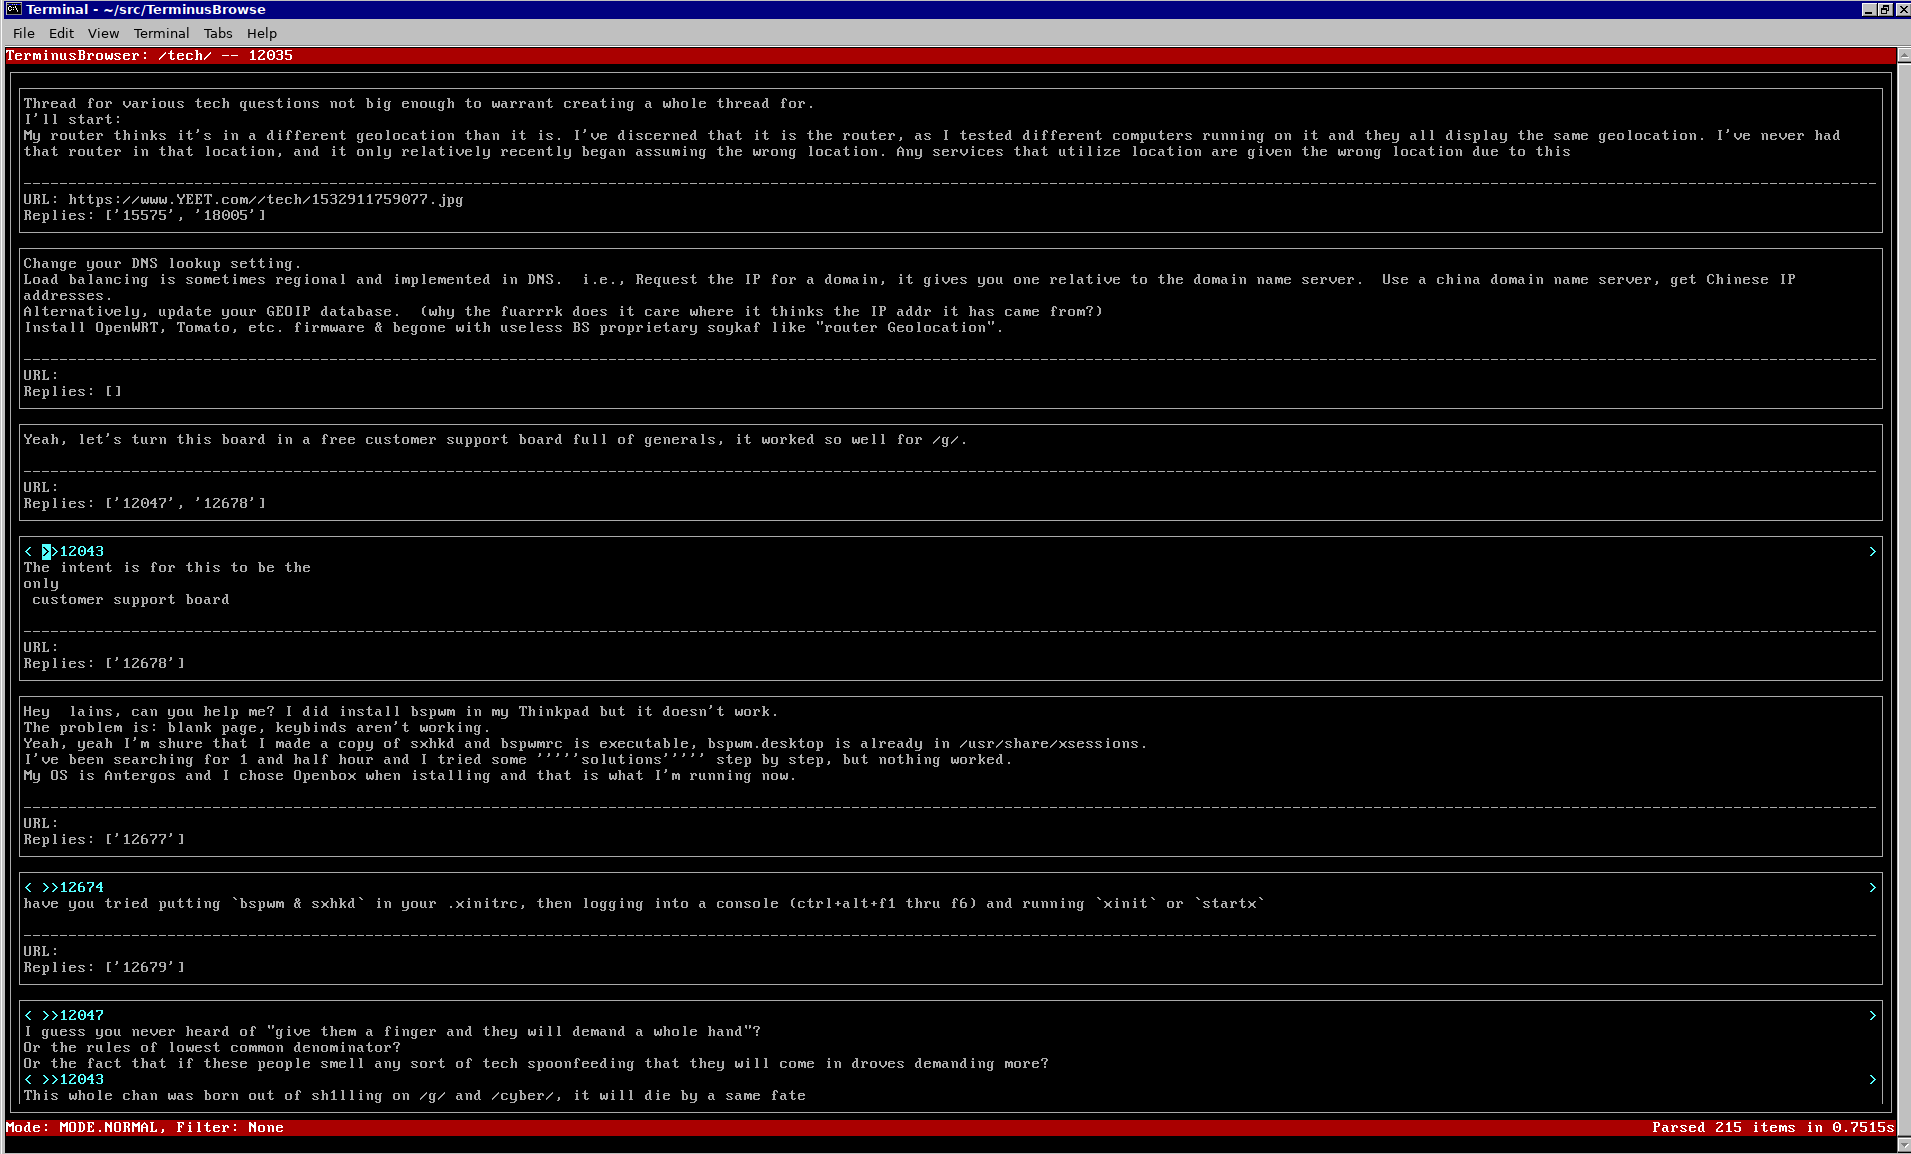 Terminal - ~/src/TerminusBrowse
File Edit View Terminal Tabs Help
TerminusBrowser: /tech/ -- 12035
Thread for various tech questions not big enough to warrant creating a whole thread for.
I'll start:
My router thinks it's in a different geolocation than it is. I've discerned that it is the router, as I tested different computers running on it and they all display the same geolocation. I've never had
that router in that location, and it only relatively recently began assuming the wrong location. Any services that utilize location are given the wrong location due to this
URL: https://www.YEET.com//tech/1532911759077.jpg
Replies: ['15575', '18005']
Change your DNS lookup setting.
Load balancing is sometimes regional and implemented in DNS.  i.e., Request the IP for a domain, it gives you one relative to the domain name server.  Use a china domain name server, get Chinese IP
addresses.
Alternatively, update your GEOIP database.  (why the fuarrrk does it care where it thinks the IP addr it has came from?)
Install OpenWRT, Tomato, etc. firmware & begone with useless BS proprietary soykaf like "router Geolocation".
URL:
Replies: []
Yeah, let's turn this board in a free customer support board full of generals, it worked so well for /g/.
URL:
Replies: ['12047', '12678']
< >>12043 >
The intent is for this to be the
only
 customer support board
URL:
Replies: ['12678']
Hey  lains, can you help me? I did install bspwm in my Thinkpad but it doesn't work.
The problem is: blank page, keybinds aren't working.
Yeah, yeah I'm shure that I made a copy of sxhkd and bspwmrc is executable, bspwm.desktop is already in /usr/share/xsessions.
I've been searching for 1 and half hour and I tried some '''''solutions''''' step by step, but nothing worked.
My OS is Antergos and I chose Openbox when istalling and that is what I'm running now.
URL:
Replies: ['12677']
< >>12674 >
have you tried putting `bspwm & sxhkd` in your .xinitrc, then logging into a console (ctrl+alt+f1 thru f6) and running `xinit` or `startx`
URL:
Replies: ['12679']
< >>12047 >
I guess you never heard of "give them a finger and they will demand a whole hand"?
Or the rules of lowest common denominator?
Or the fact that if these people smell any sort of tech spoonfeeding that they will come in droves demanding more?
< >>12043 >
This whole chan was born out of sh1lling on /g/ and /cyber/, it will die by a same fate
Mode: MODE.NORMAL, Filter: None Parsed 215 items in 0.7515s